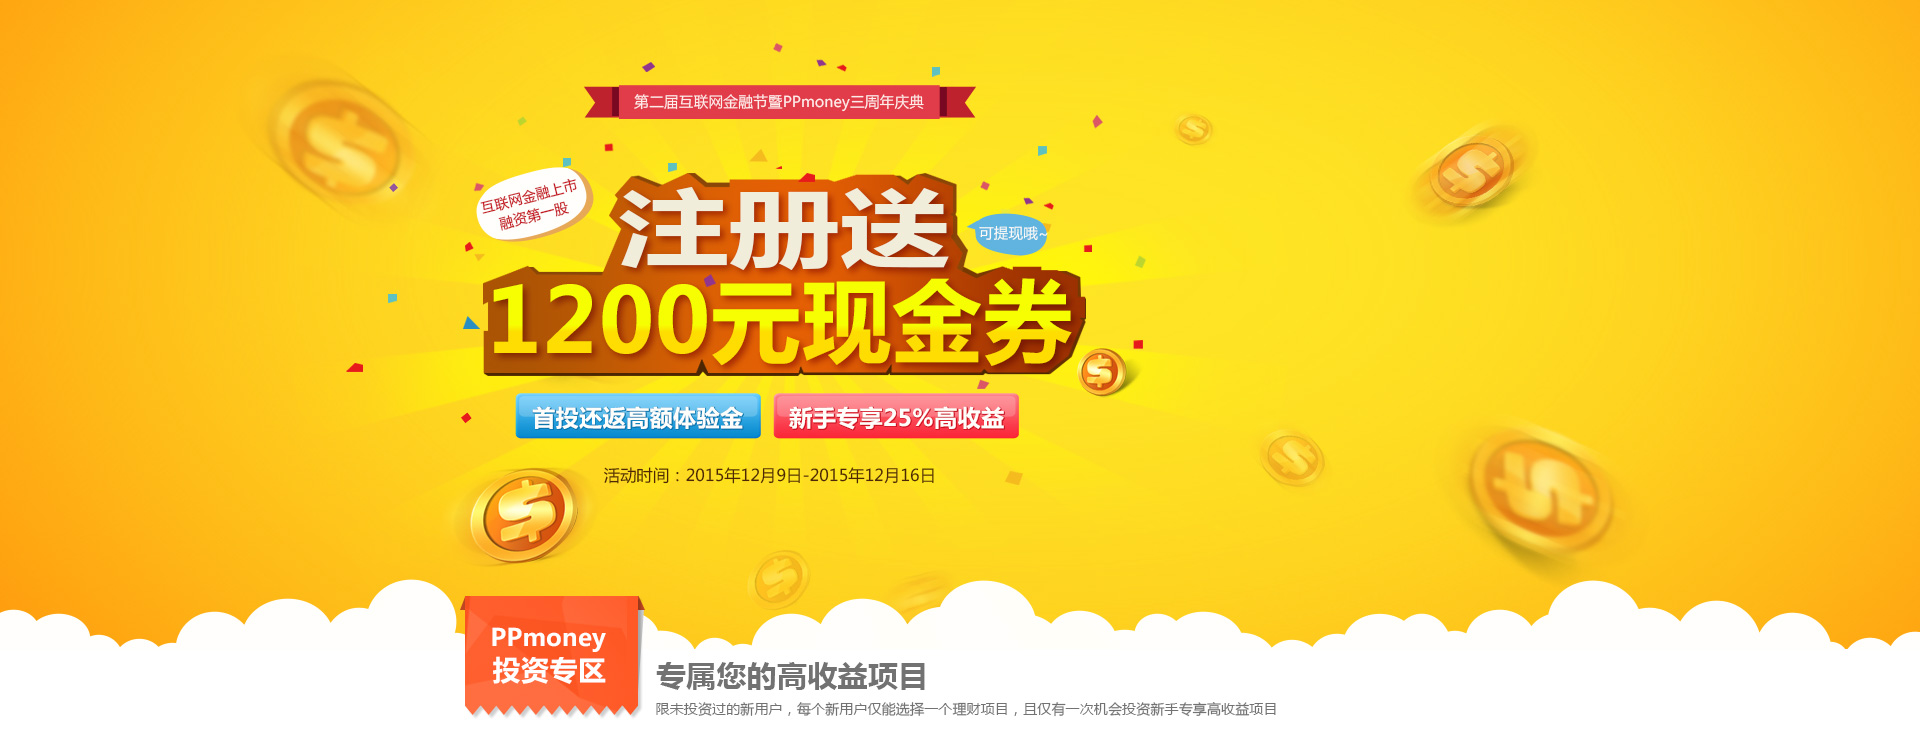 第二届互联网金融节暨PPmoney三周年庆典
互联网金融上市
融资第一股
注册送
可提现哦~
1200元现金券
首投还返高额体验金
新手专享25%高收益
活动时间：2015年12月9日-2015年12月16日
PPmoney
投资专区
专属您的高收益项目
限未投资过的新用户，每个新用户仅能选择一个理财项目，且仅有一次机会投资新手专享高收益项目